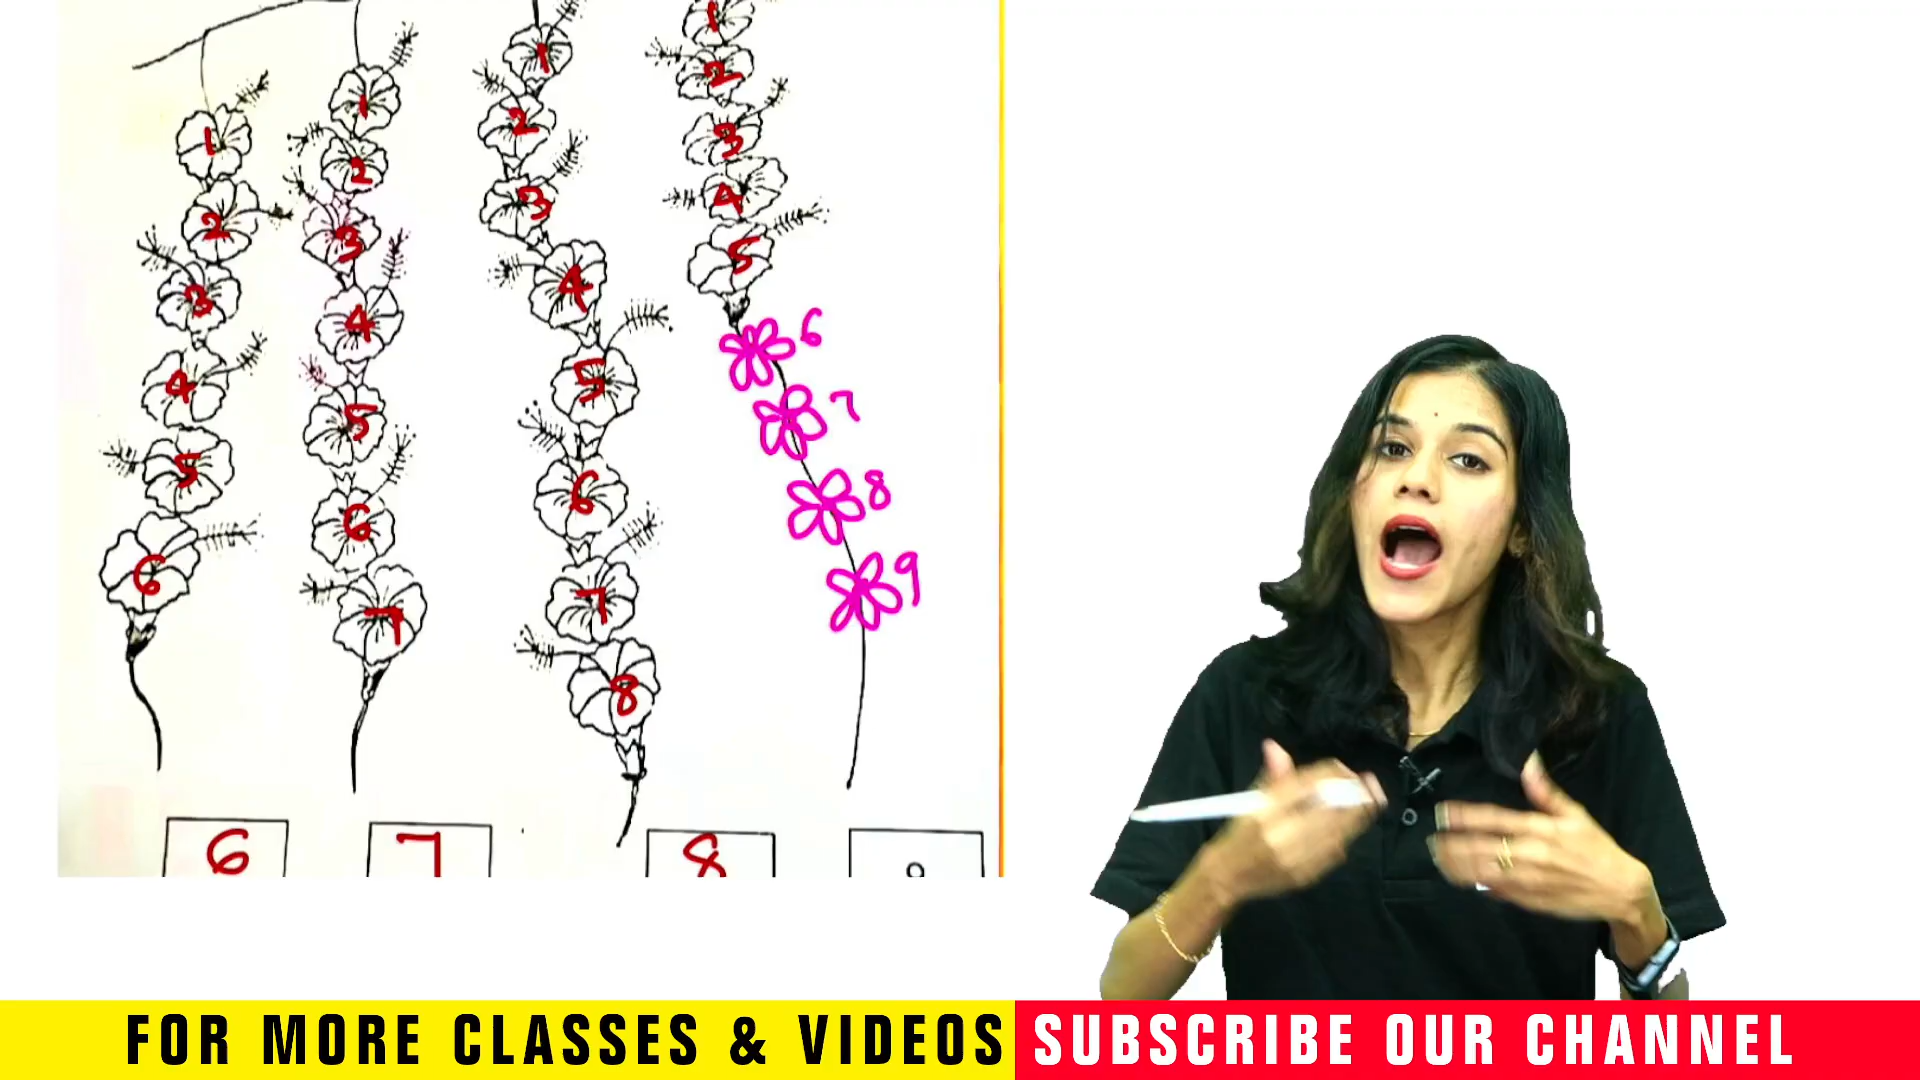 1 2 3 4 5 6
1 2 3 4 5 6 7
1 2 3 4 5 6 7 8
1 2 3 4 5 6 7 8 9
6 7 8
FOR MORE CLASSES & VIDEOS SUBSCRIBE OUR CHANNEL